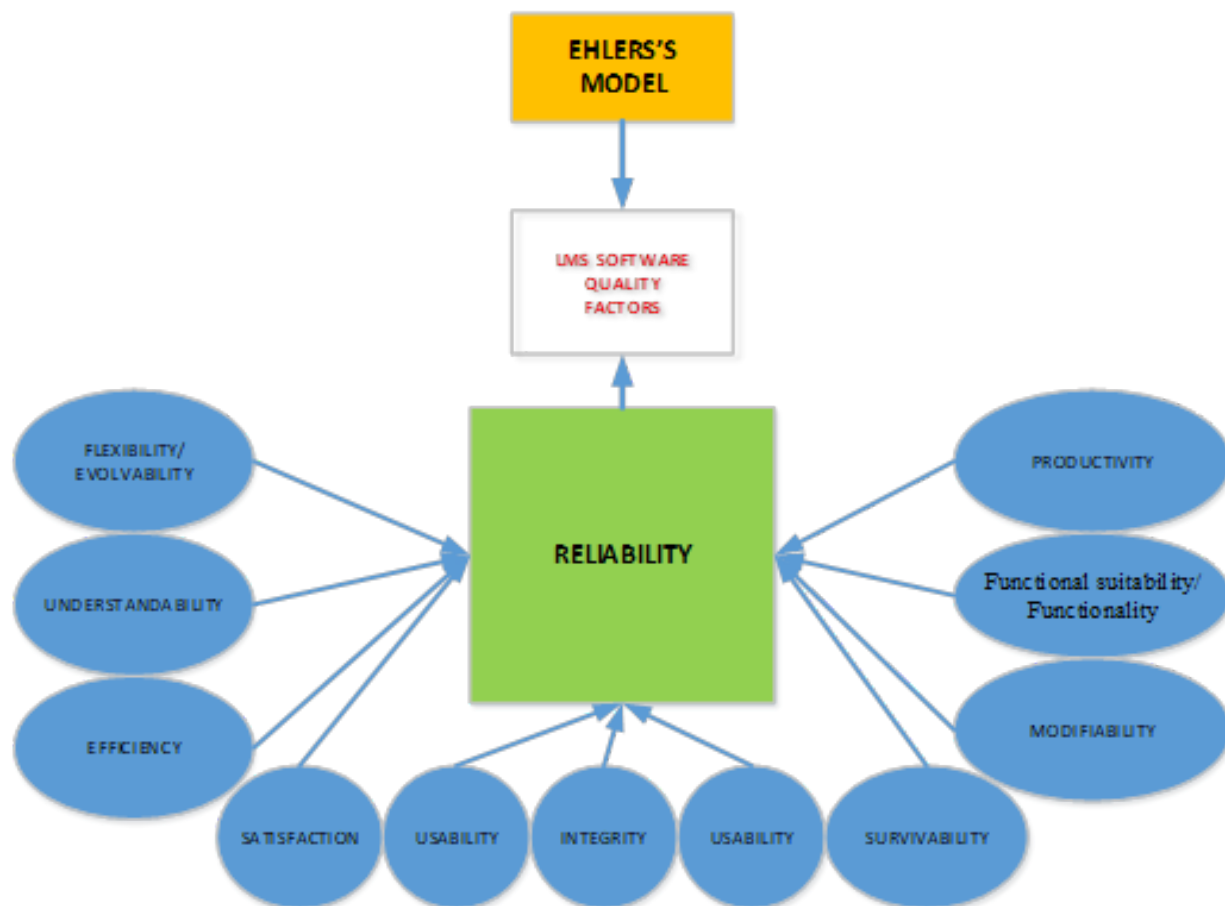 EHLERS'S
MODEL
LMS SOFTWARE
QUALITY
FACTORS
FLEXIBILITY/
EVOLVABILITY
PRODUCTIVITY
RELIABILITY
UNDERSTANDABILITY
Functional suitability/
Functionality
EFFICIENCY
MODIFIABILITY
SATISFACTION
USABILITY
INTEGRITY
USABILITY
SURVIVABILITY